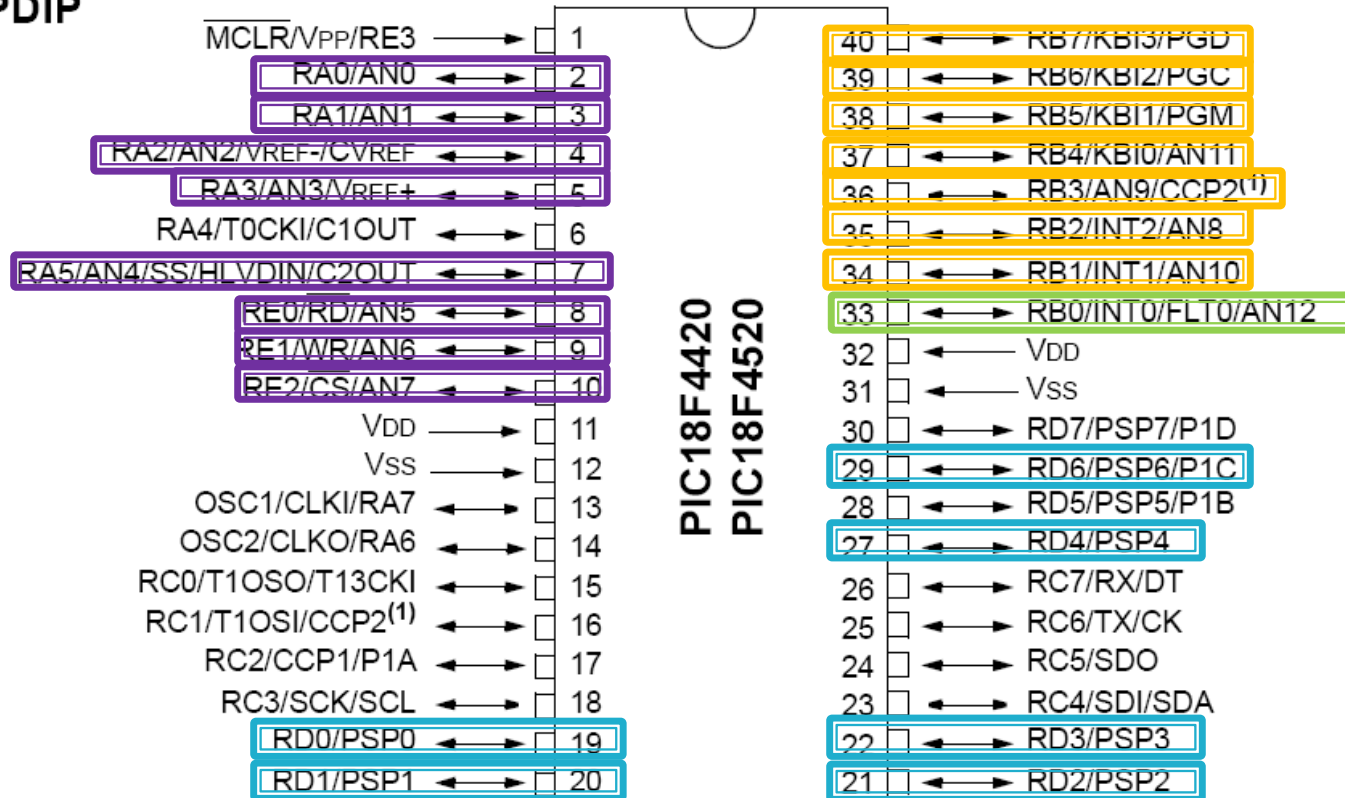 PDIP
MCLR/VPP/RE3 1
RA0/AN0 2
RA1/AN1 3
RA2/AN2/VREF-/CVREF 4
RA3/AN3/VREF+ 5
RA4/T0CKI/C1OUT 6
RA5/AN4/SS/HLVDIN/C2OUT 7
RE0/RD/AN5 8
RE1/WR/AN6 9
RE2/CS/AN7 10
VDD 11
VSS 12
OSC1/CLKI/RA7 13
OSC2/CLKO/RA6 14
RC0/T1OSO/T13CKI 15
RC1/T1OSI/CCP2(1) 16
RC2/CCP1/P1A 17
RC3/SCK/SCL 18
RD0/PSP0 19
RD1/PSP1 20
PIC18F4420
PIC18F4520
40 RB7/KBI3/PGD
39 RB6/KBI2/PGC
38 RB5/KBI1/PGM
37 RB4/KBI0/AN11
36 RB3/AN9/CCP2(1)
35 RB2/INT2/AN8
34 RB1/INT1/AN10
33 RB0/INT0/FLT0/AN12
32 VDD
31 VSS
30 RD7/PSP7/P1D
29 RD6/PSP6/P1C
28 RD5/PSP5/P1B
27 RD4/PSP4
26 RC7/RX/DT
25 RC6/TX/CK
24 RC5/SDO
23 RC4/SDI/SDA
22 RD3/PSP3
21 RD2/PSP2